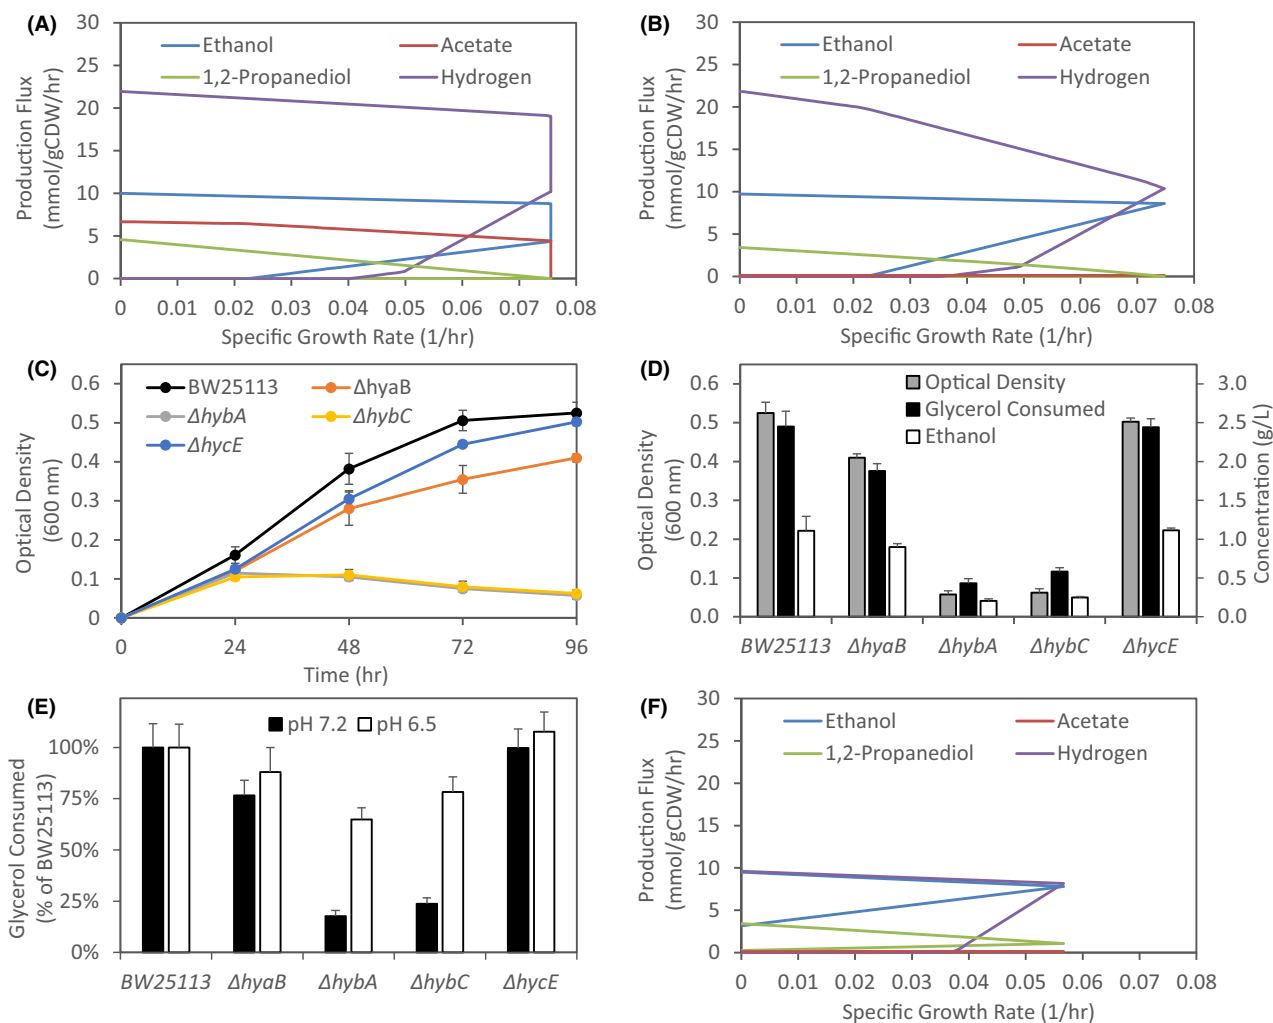 (A)
Production Flux
(mmol/gCDW/hr)
30
25
20
15
10
5
0
Ethanol
Acetate
1,2-Propanediol
Hydrogen
0 0.01 0.02 0.03 0.04 0.05 0.06 0.07 0.08
Specific Growth Rate (1/hr)
(B)
Production Flux
(mmol/gCDW/hr)
30
25
20
15
10
5
0
Ethanol
Acetate
1,2-Propanediol
Hydrogen
0 0.01 0.02 0.03 0.04 0.05 0.06 0.07 0.08
Specific Growth Rate (1/hr)
(C)
Optical Density
(600 nm)
0.6
0.5
0.4
0.3
0.2
0.1
0
BW25113
ΔhyaB
ΔhybA
ΔhybC
ΔhycE
0 24 48 72 96
Time (hr)
(D)
Optical Density
(600 nm)
0.6
0.5
0.4
0.3
0.2
0.1
0.0
Optical Density
Glycerol Consumed
Ethanol
3.0
2.5
2.0
1.5
1.0
0.5
0.0
Concentration (g/L)
BW25113 ΔhyaB ΔhybA ΔhybC ΔhycE
(E)
Glycerol Consumed
(% of BW25113)
100%
75%
50%
25%
0%
pH 7.2
pH 6.5
BW25113 ΔhyaB ΔhybA ΔhybC ΔhycE
(F)
Production Flux
(mmol/gCDW/hr)
30
25
20
15
10
5
0
Ethanol
Acetate
1,2-Propanediol
Hydrogen
0 0.01 0.02 0.03 0.04 0.05 0.06 0.07 0.08
Specific Growth Rate (1/hr)